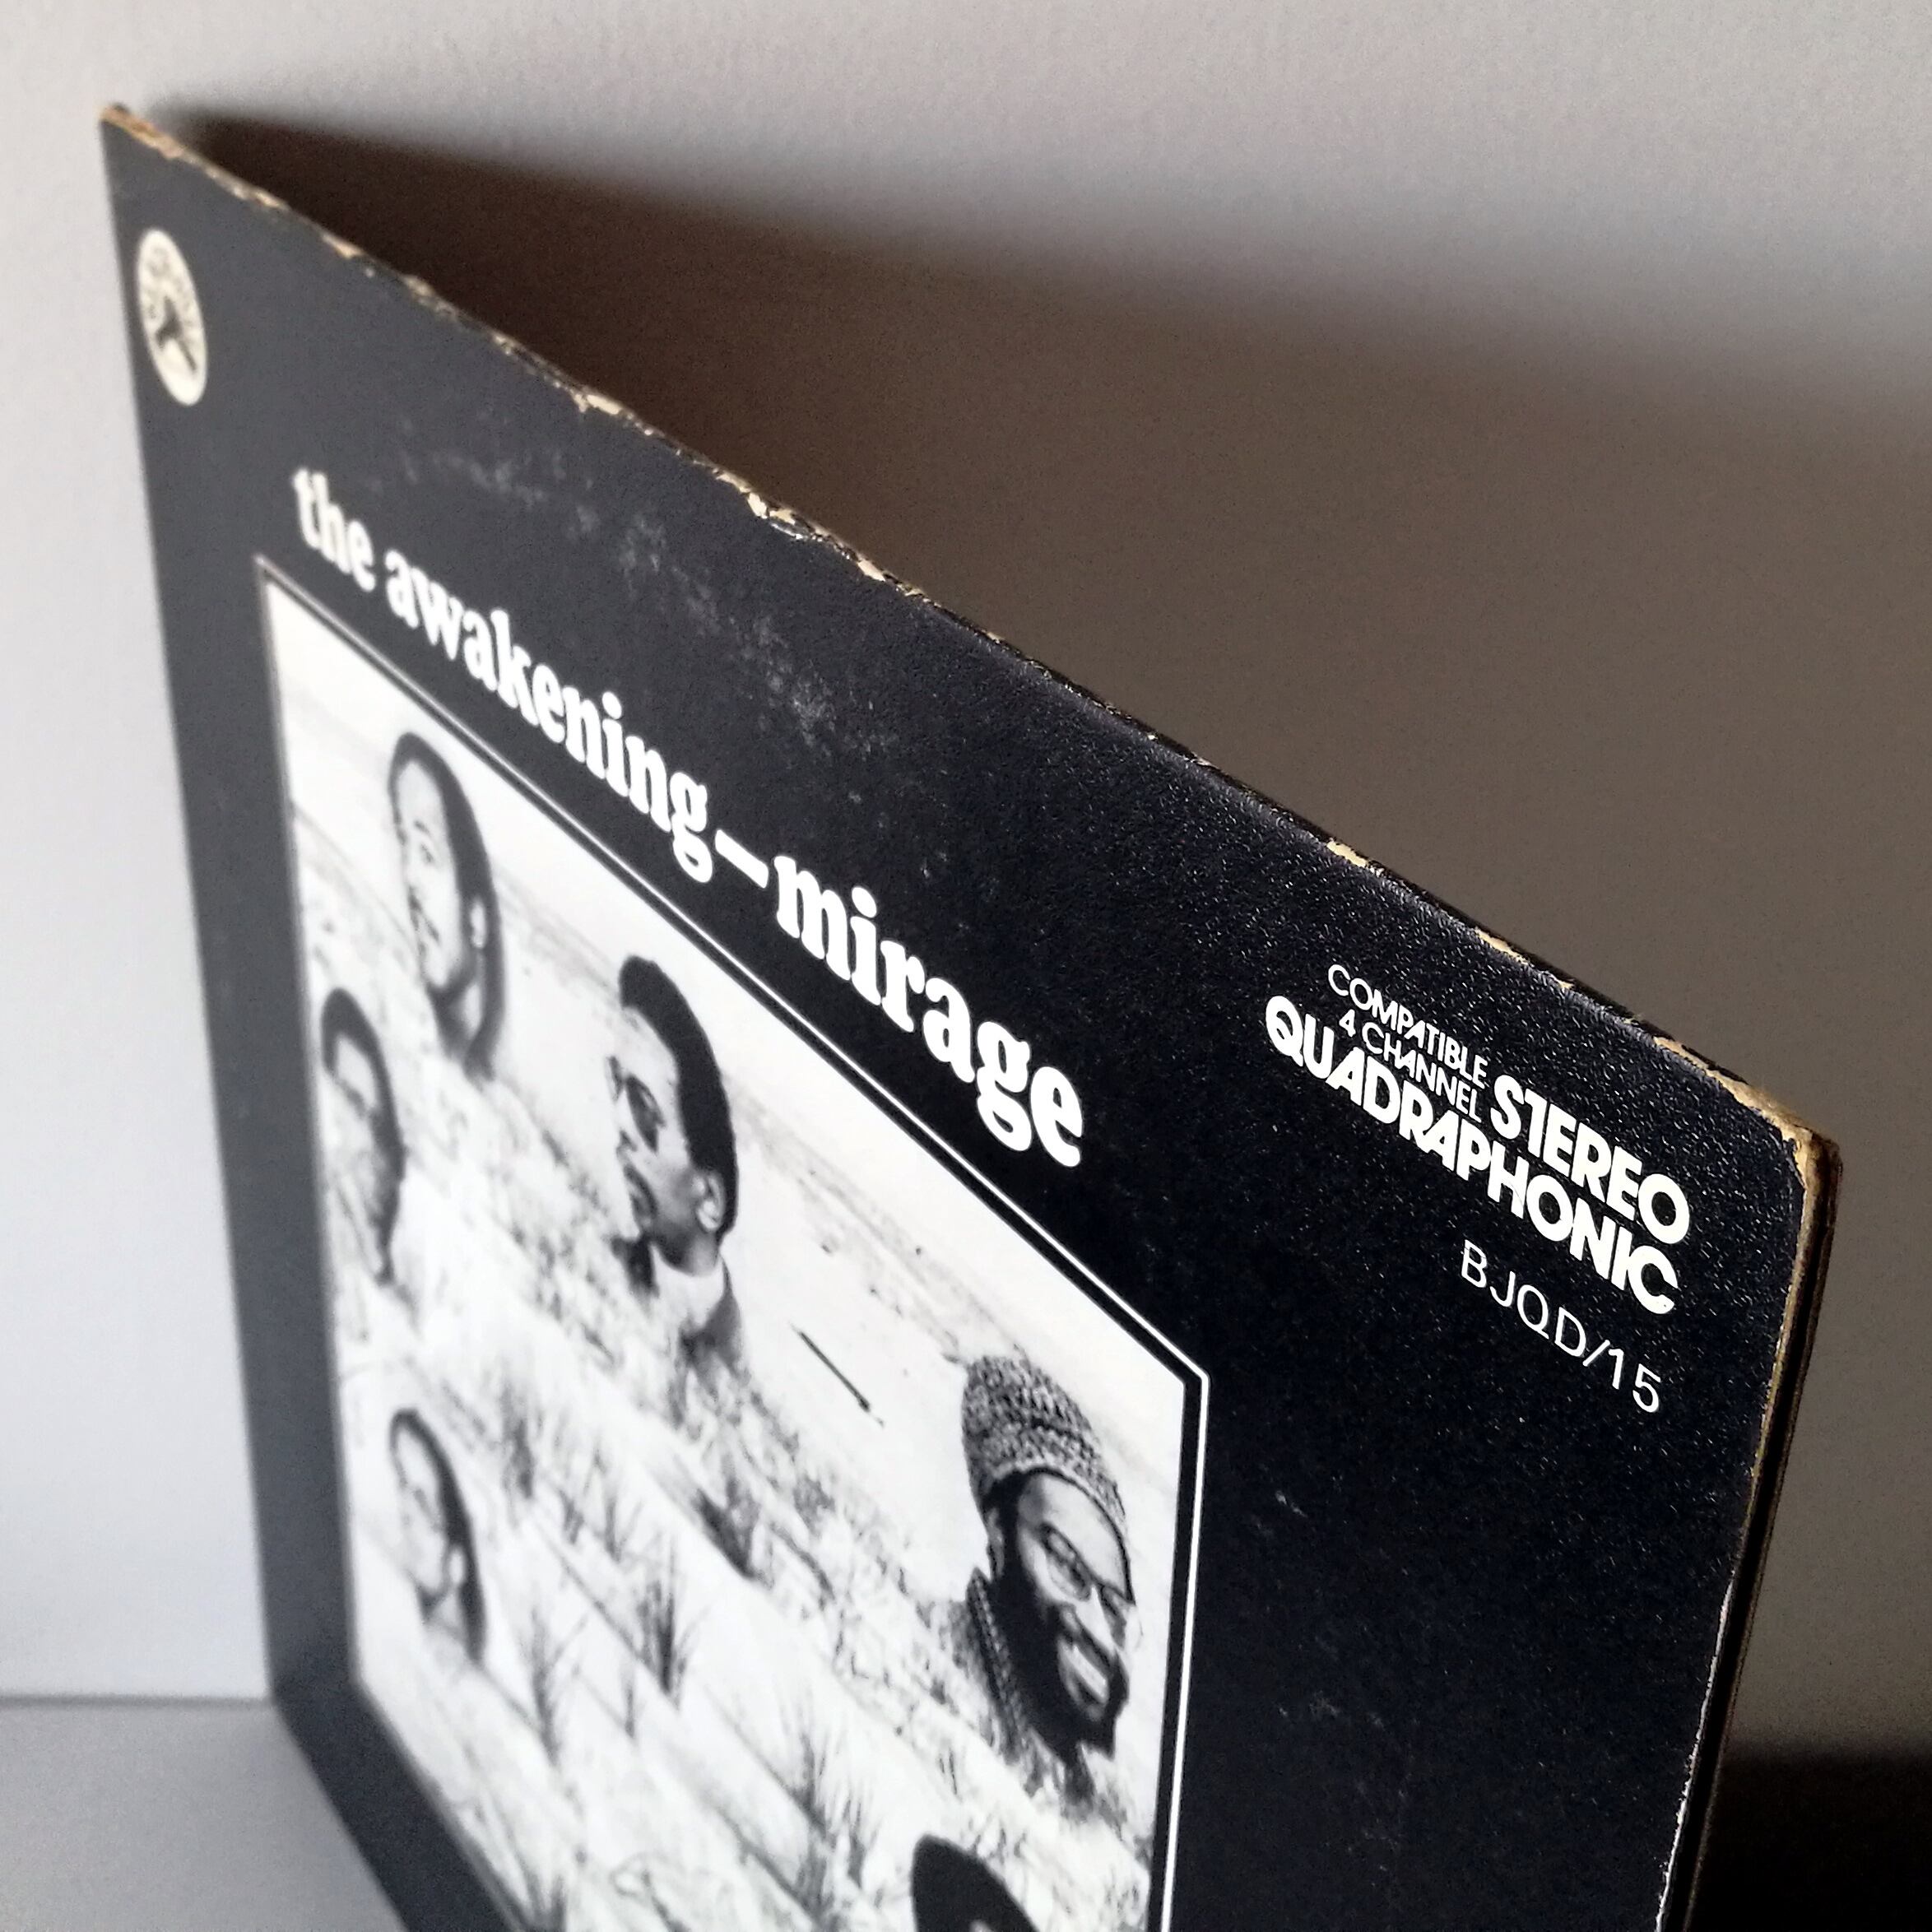 the awakening–mirage
COMPATIBLE
4 CHANNEL STEREO
QUADRAPHONIC
BJQD/15